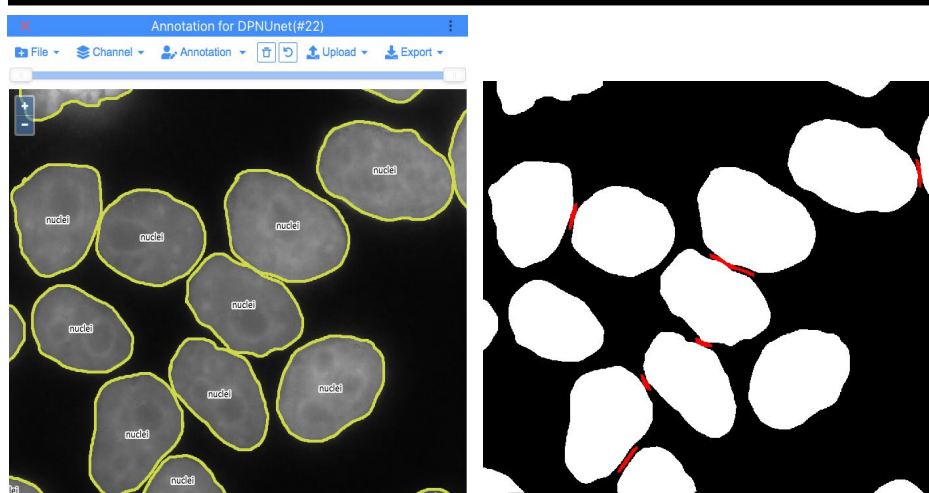 Annotation for DPNUnet(#22)
File Channel Annotation Upload Export
+
-
nuclei
nuclei
nuclei
nuclei
nuclei
nuclei
nuclei
nuclei
nuclei
nuclei